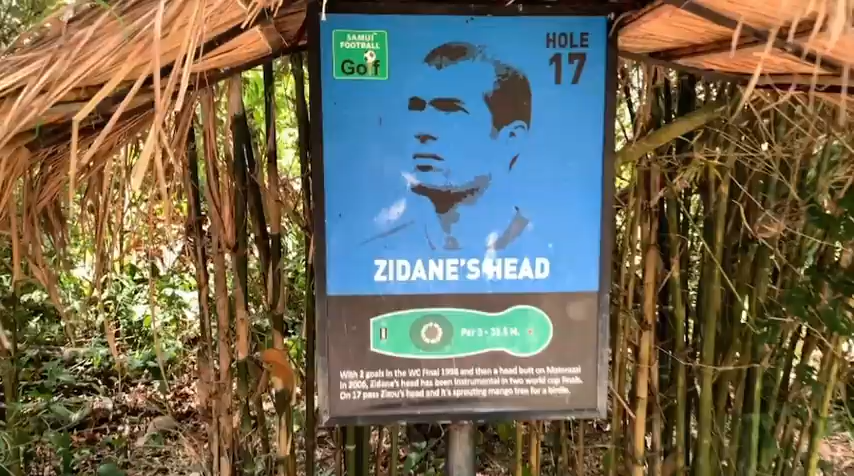 SAMUI
FOOTBALL
Golf
HOLE
17
ZIDANE'S HEAD
Par 3 - 38.5 M.
With 2 goals in the WC Final 1998 and then a head butt on Materazzi
in 2006, Zidane's head has been instrumental in two world cup finals.
On 17 pass Zizou's head and it's sprouting mango tree for a birdie.